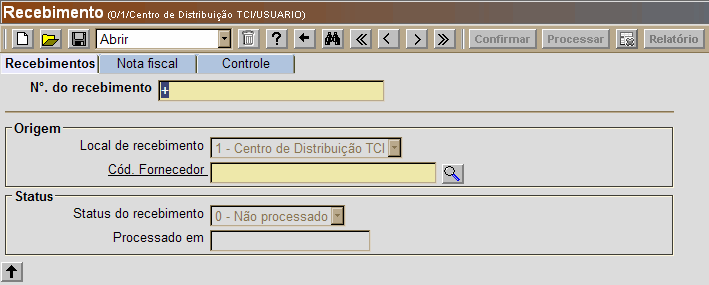 Recebimento (0/1/Centro de Distribuição TCI/USUARIO)
Abrir ? Confirmar Processar Relatório
Recebimentos Nota fiscal Controle
N°. do recebimento +
Origem
Local de recebimento 1 - Centro de Distribuição TCI
Cód. Fornecedor
Status
Status do recebimento 0 - Não processado
Processado em